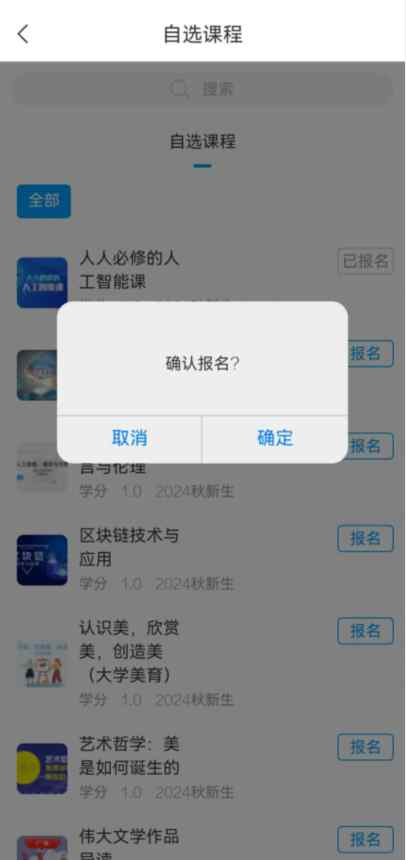 自选课程
搜索
自选课程
全部
人人必修的人
工智能课
已报名
报名
确认报名?
取消
确定
报名
言与伦理
学分 1.0 2024秋新生
区块链技术与
应用
报名
学分 1.0 2024秋新生
认识美，欣赏
美，创造美
（大学美育）
报名
学分 1.0 2024秋新生
艺术哲学：美
是如何诞生的
报名
学分 1.0 2024秋新生
伟大文学作品
报名